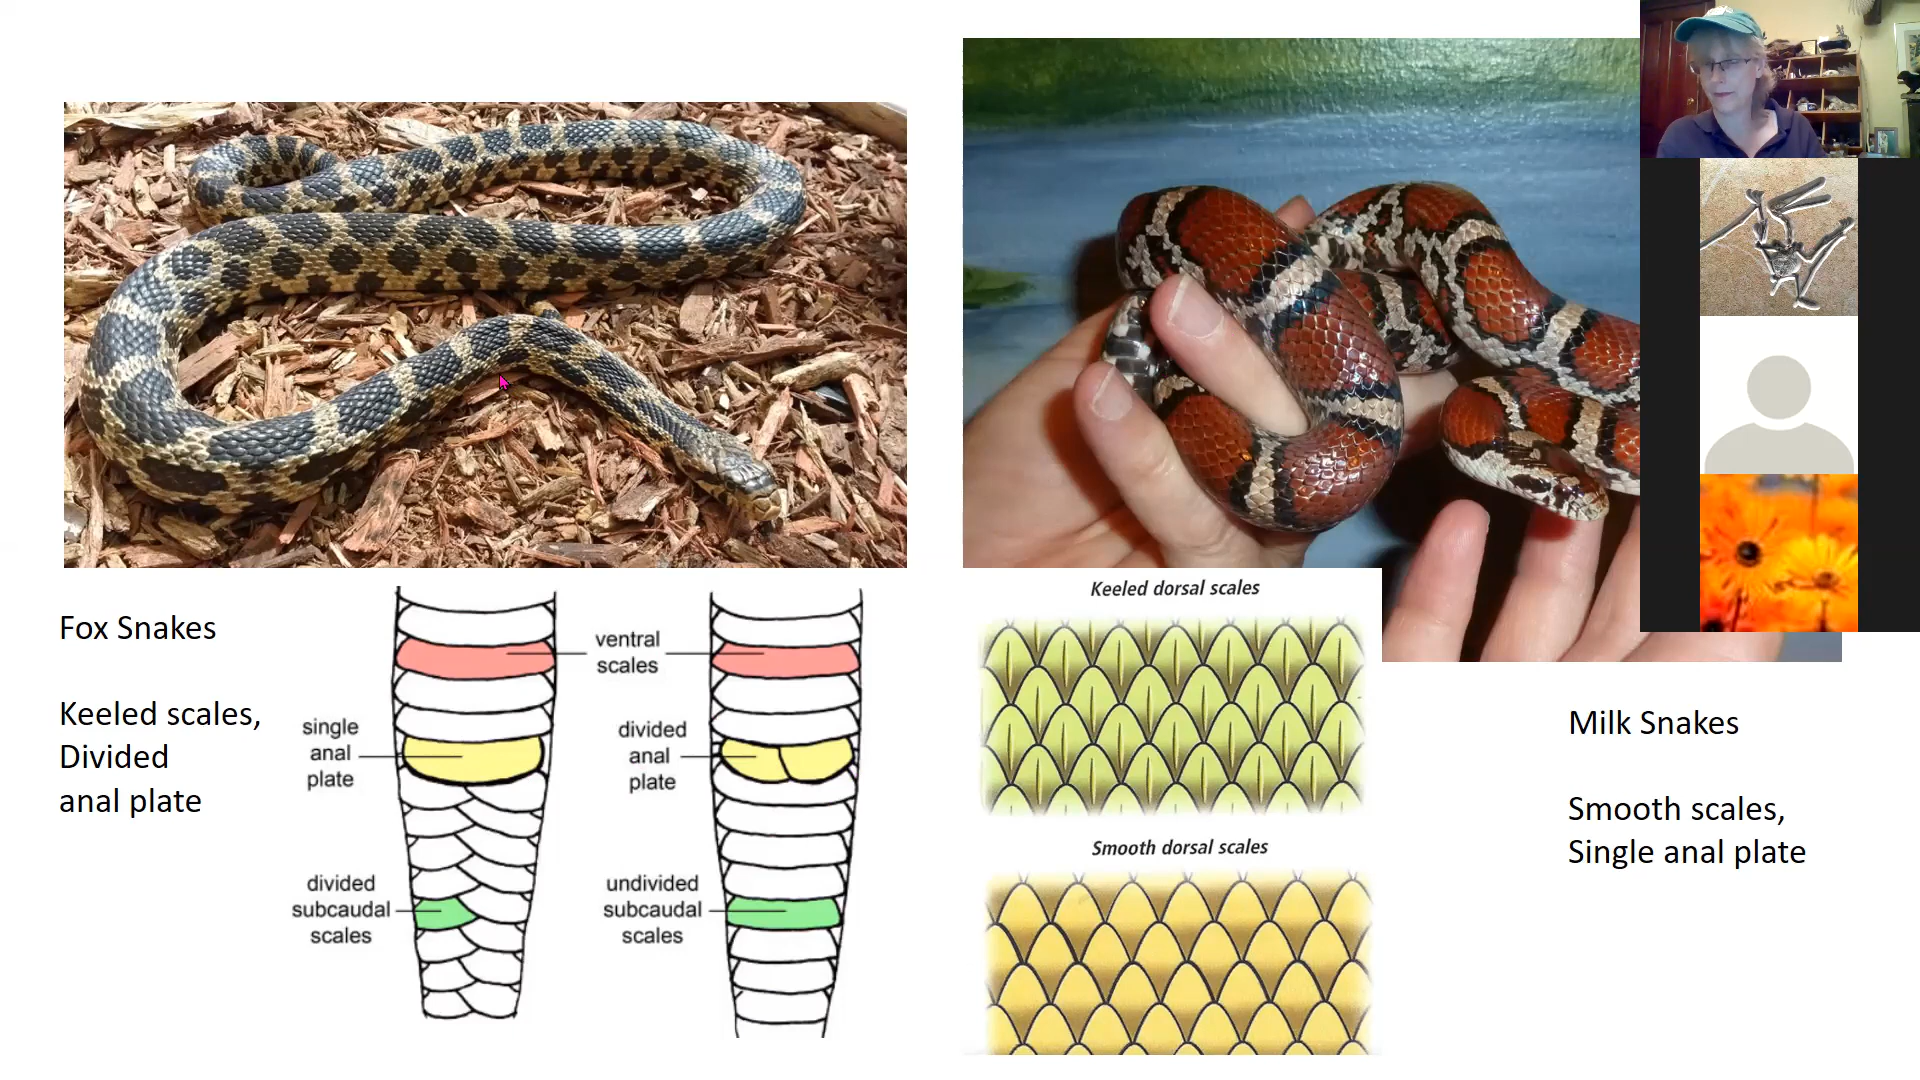 Fox Snakes
Keeled scales,
Divided
anal plate
ventral
scales
single
anal
plate
divided
anal
plate
divided
subcaudal
scales
undivided
subcaudal
scales
Keeled dorsal scales
Smooth dorsal scales
Milk Snakes
Smooth scales,
Single anal plate